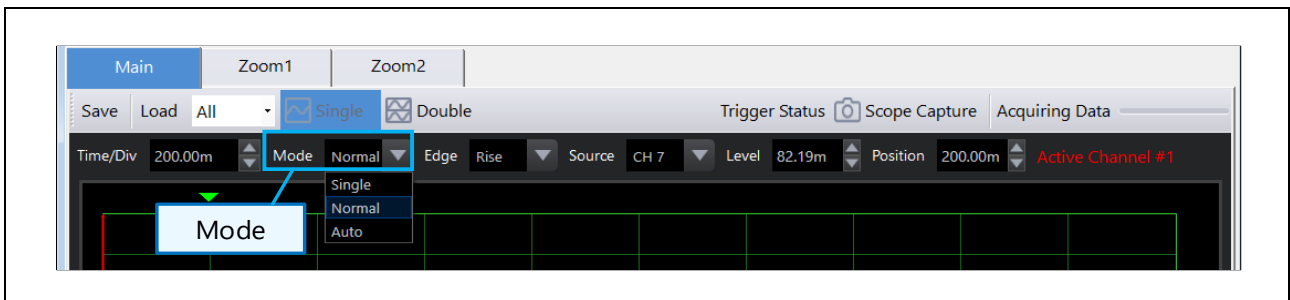 Main Zoom1 Zoom2
Save Load All Single Double Trigger Status Scope Capture Acquiring Data
Time/Div 200.00m Mode Normal Edge Rise Source CH 7 Level 82.19m Position 200.00m Active Channel #1
Single
Normal
Auto
Mode